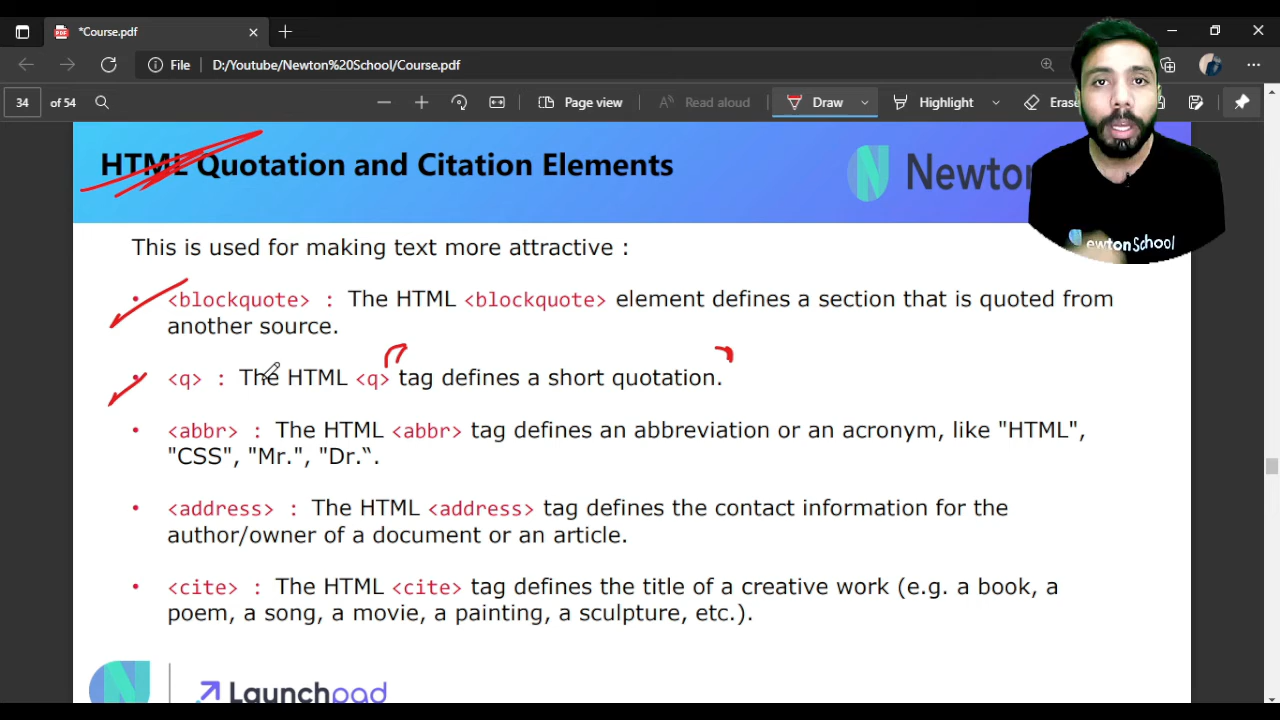 *Course.pdf
File D:/Youtube/Newton%20School/Course.pdf
34 of 54 Page view Read aloud Draw Highlight Erase
HTML Quotation and Citation Elements
Newton
ewtonSchool
This is used for making text more attractive :
• <blockquote> : The HTML <blockquote> element defines a section that is quoted from
another source.
• <q> : The HTML <q> tag defines a short quotation.
• <abbr> : The HTML <abbr> tag defines an abbreviation or an acronym, like "HTML",
"CSS", "Mr.", "Dr.“.
• <address> : The HTML <address> tag defines the contact information for the
author/owner of a document or an article.
• <cite> : The HTML <cite> tag defines the title of a creative work (e.g. a book, a
poem, a song, a movie, a painting, a sculpture, etc.).
Launchpad